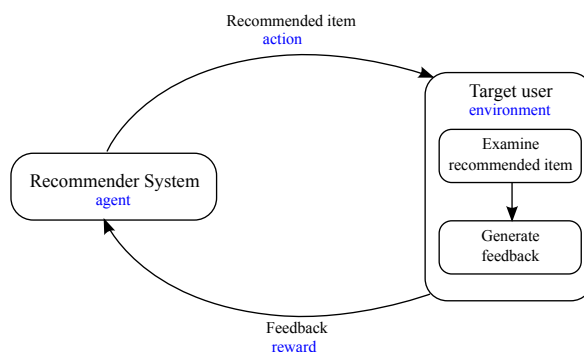 Recommended item
action
Target user
environment
Examine
recommended item
Recommender System
agent
Generate
feedback
Feedback
reward